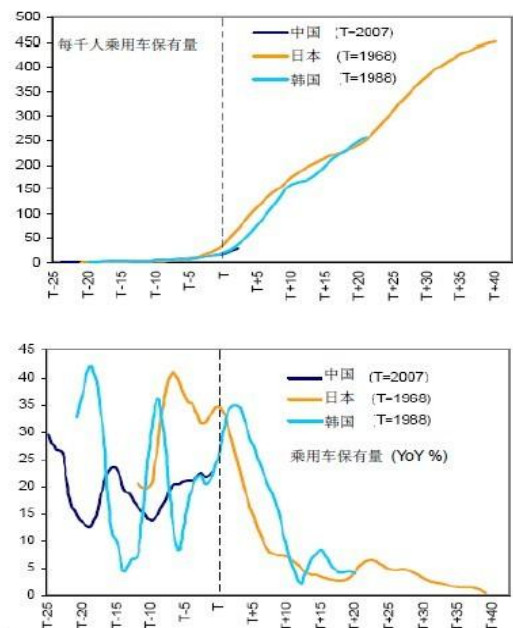 500
450
400
350
300
250
200
150
100
50
0
每千人乘用车保有量
中国 (T=2007)
日本 (T=1968)
韩国 (T=1988)
T-25
T-20
T-15
T-10
T-5
T
T+5
T+10
T+15
T+20
T+25
T+30
T+35
T+40
45
40
35
30
25
20
15
10
5
0
中国 (T=2007)
日本 (T=1968)
韩国 (T=1988)
乘用车保有量 (YoY %)
T-25
T-20
T-15
T-10
T-5
T
T+5
T+10
T+15
T+20
T+25
T+30
T+35
T+40